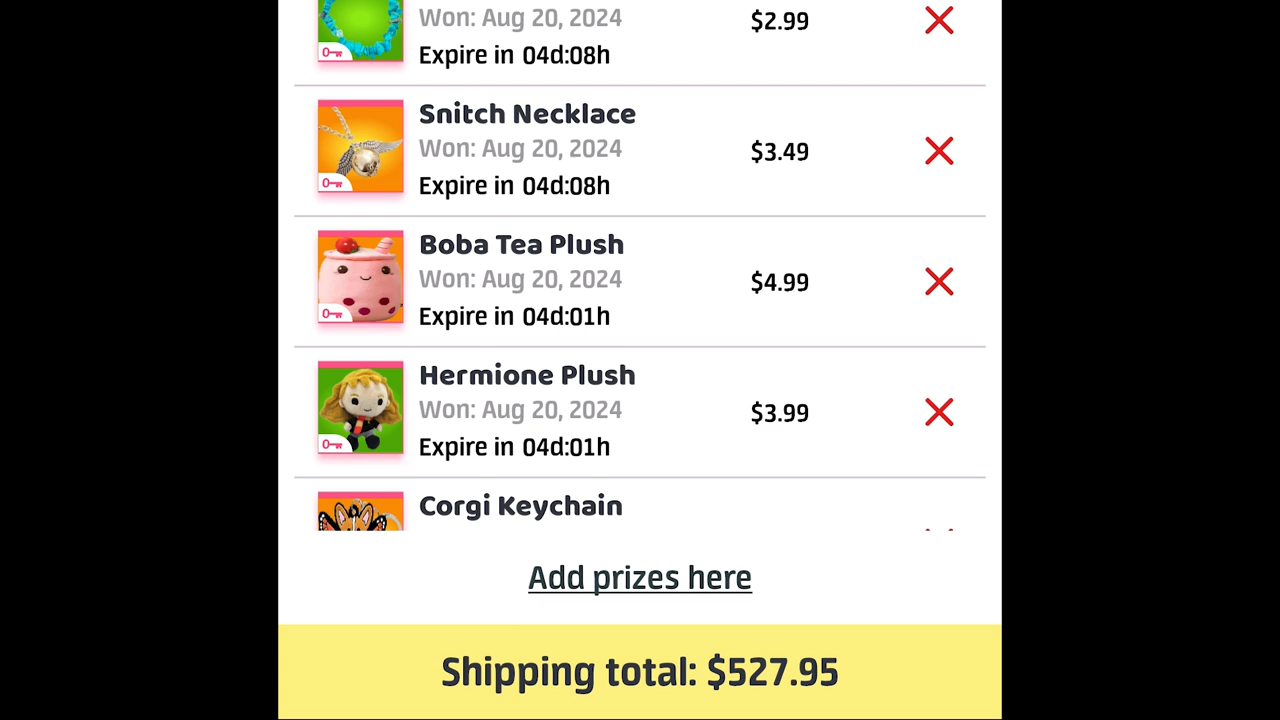 Won: Aug 20, 2024
$2.99
Expire in 04d:08h
Snitch Necklace
Won: Aug 20, 2024
$3.49
Expire in 04d:08h
Boba Tea Plush
Won: Aug 20, 2024
$4.99
Expire in 04d:01h
Hermione Plush
Won: Aug 20, 2024
$3.99
Expire in 04d:01h
Corgi Keychain
Add prizes here
Shipping total: $527.95